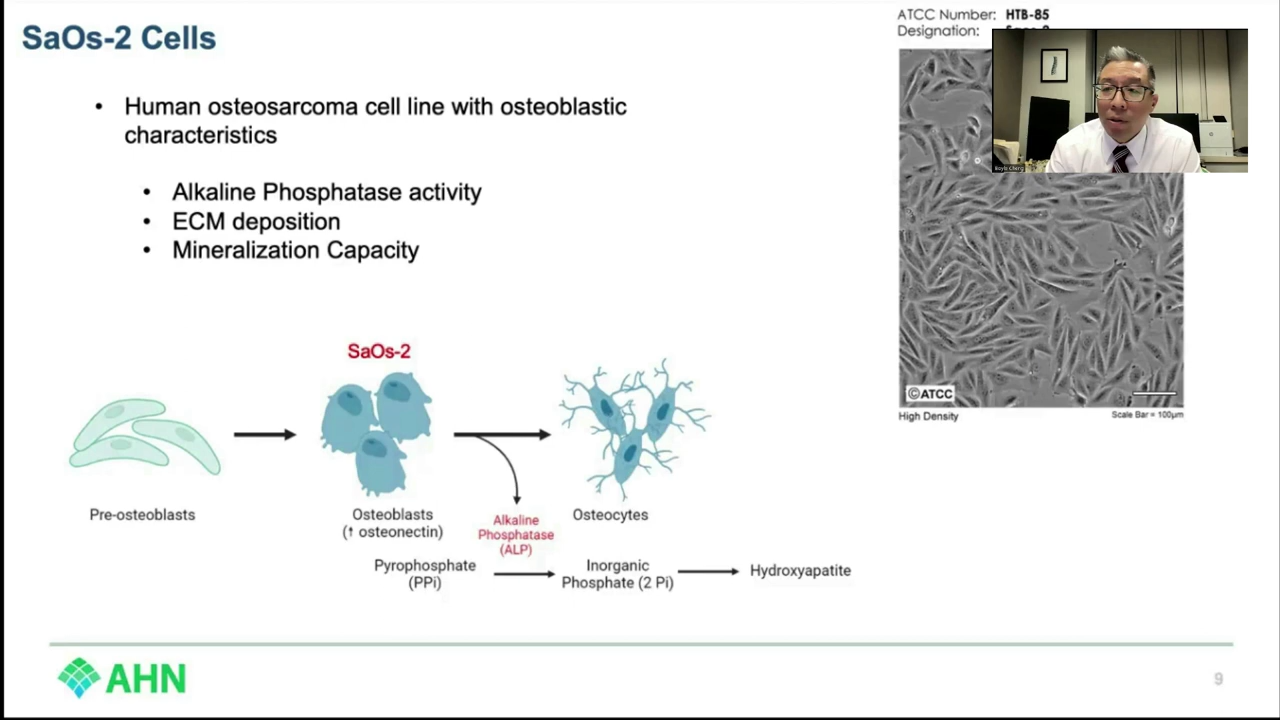 SaOs-2 Cells
ATCC Number: HTB-85
Designation:
• Human osteosarcoma cell line with osteoblastic
characteristics
• Alkaline Phosphatase activity
• ECM deposition
• Mineralization Capacity
©ATCC
High Density
Scale Bar = 100µm
SaOs-2
Pre-osteoblasts
Osteoblasts
(↑ osteonectin)
Alkaline
Phosphatase
(ALP)
Osteocytes
Pyrophosphate
(PPi)
Inorganic
Phosphate (2 Pi)
Hydroxyapatite
AHN
9